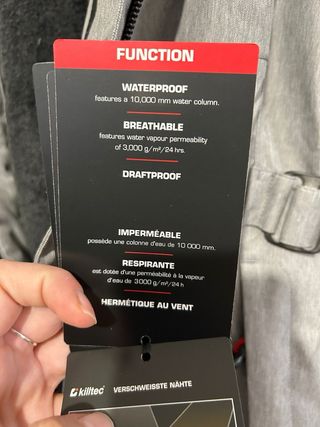 FUNCTION
WATERPROOF
features a 10,000 mm water column.
BREATHABLE
features water vapour permeability
of 3,000 g/m²/24 hrs.
DRAFTPROOF
IMPERMÉABLE
possède une colonne d'eau de 10 000 mm.
RESPIRANTE
est dotée d'une perméabilité à la vapeur
d'eau de 3000 g/m²/24 h
HERMÉTIQUE AU VENT
killtec VERSCHWEISSTE NÄHTE